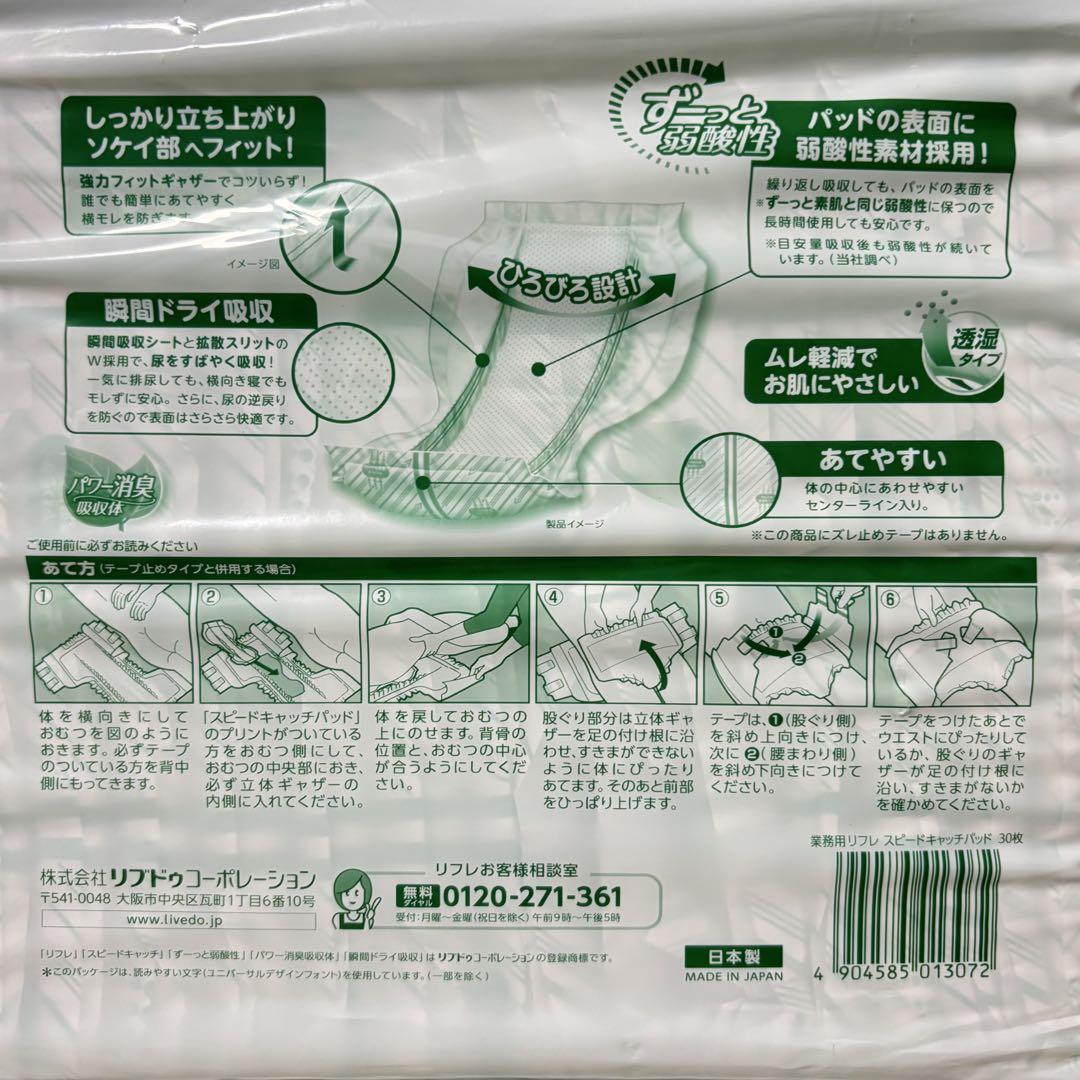 しっかり立ち上がり
ソケイ部へフィット!
強力フィットギャザーでコツいらず!
誰でも簡単にあてやすく
横モレを防ぎます
イメージ図
ずーっと
弱酸性
パッドの表面に
弱酸性素材採用!
繰り返し吸収しても、パッドの表面を
※ずーっと素肌と同じ弱酸性に保つので
長時間使用しても安心です。
※目安量吸収後も弱酸性が続いて
います。(当社調べ)
ひろびろ設計
瞬間ドライ吸収
瞬間吸収シートと拡散スリットの
W採用で、尿をすばやく吸収!
一気に排尿しても、横向き寝でも
モレずに安心。さらに、尿の逆戻り
を防ぐので表面はさらさら快適です。
ムレ軽減で
お肌にやさしい
透湿
タイプ
パワー消臭
吸収体
あてやすい
体の中心にあわせやすい
センターライン入り。
製品イメージ
※この商品にズレ止めテープはありません。
ご使用前に必ずお読みください
あて方(テープ止めタイプと併用する場合)
①
体を横向きにして
おむつを図のように
おきます。必ずテープ
のついている方を背中
側にもってきます。
②
「スピードキャッチパッド」
のプリントがついている
方をおむつ側にして、
おむつの中央部におき、
必ず立体ギャザーの
内側に入れてください。
③
体を戻しておむつの
上にのせます。背骨の
位置と、おむつの中心
が合うようにしてくだ
さい。
④
股ぐり部分は立体ギャ
ザーを足の付け根に沿
わせ、すきまができない
ように体にぴったり
あてます。そのあと前部
をひっぱり上げます。
⑤
❶
❷
テープは、❶(股ぐり側)
を斜め上向きにつけ、
次に❷(腰まわり側)
を斜め下向きにつけて
ください。
⑥
テープをつけたあとで
ウエストにぴったりして
いるか、股ぐりのギャ
ザーが足の付け根に
沿い、すきまがないか
を確かめてください。
業務用リフレ スピードキャッチパッド 30枚
株式会社リブドゥコーポレーション
〒541-0048 大阪市中央区瓦町1丁目6番10号
www.livedo.jp
リフレお客様相談室
無料
ダイヤル
0120-271-361
受付:月曜~金曜(祝日を除く)午前9時~午後5時
「リフレ」「スピードキャッチ」「ずーっと弱酸性」「パワー消臭吸収体」「瞬間ドライ吸収」はリブドゥコーポレーションの登録商標です。
*このパッケージは、読みやすい文字(ユニバーサルデザインフォント)を使用しています。(一部を除く)
日本製
MADE IN JAPAN
4 904585 013072